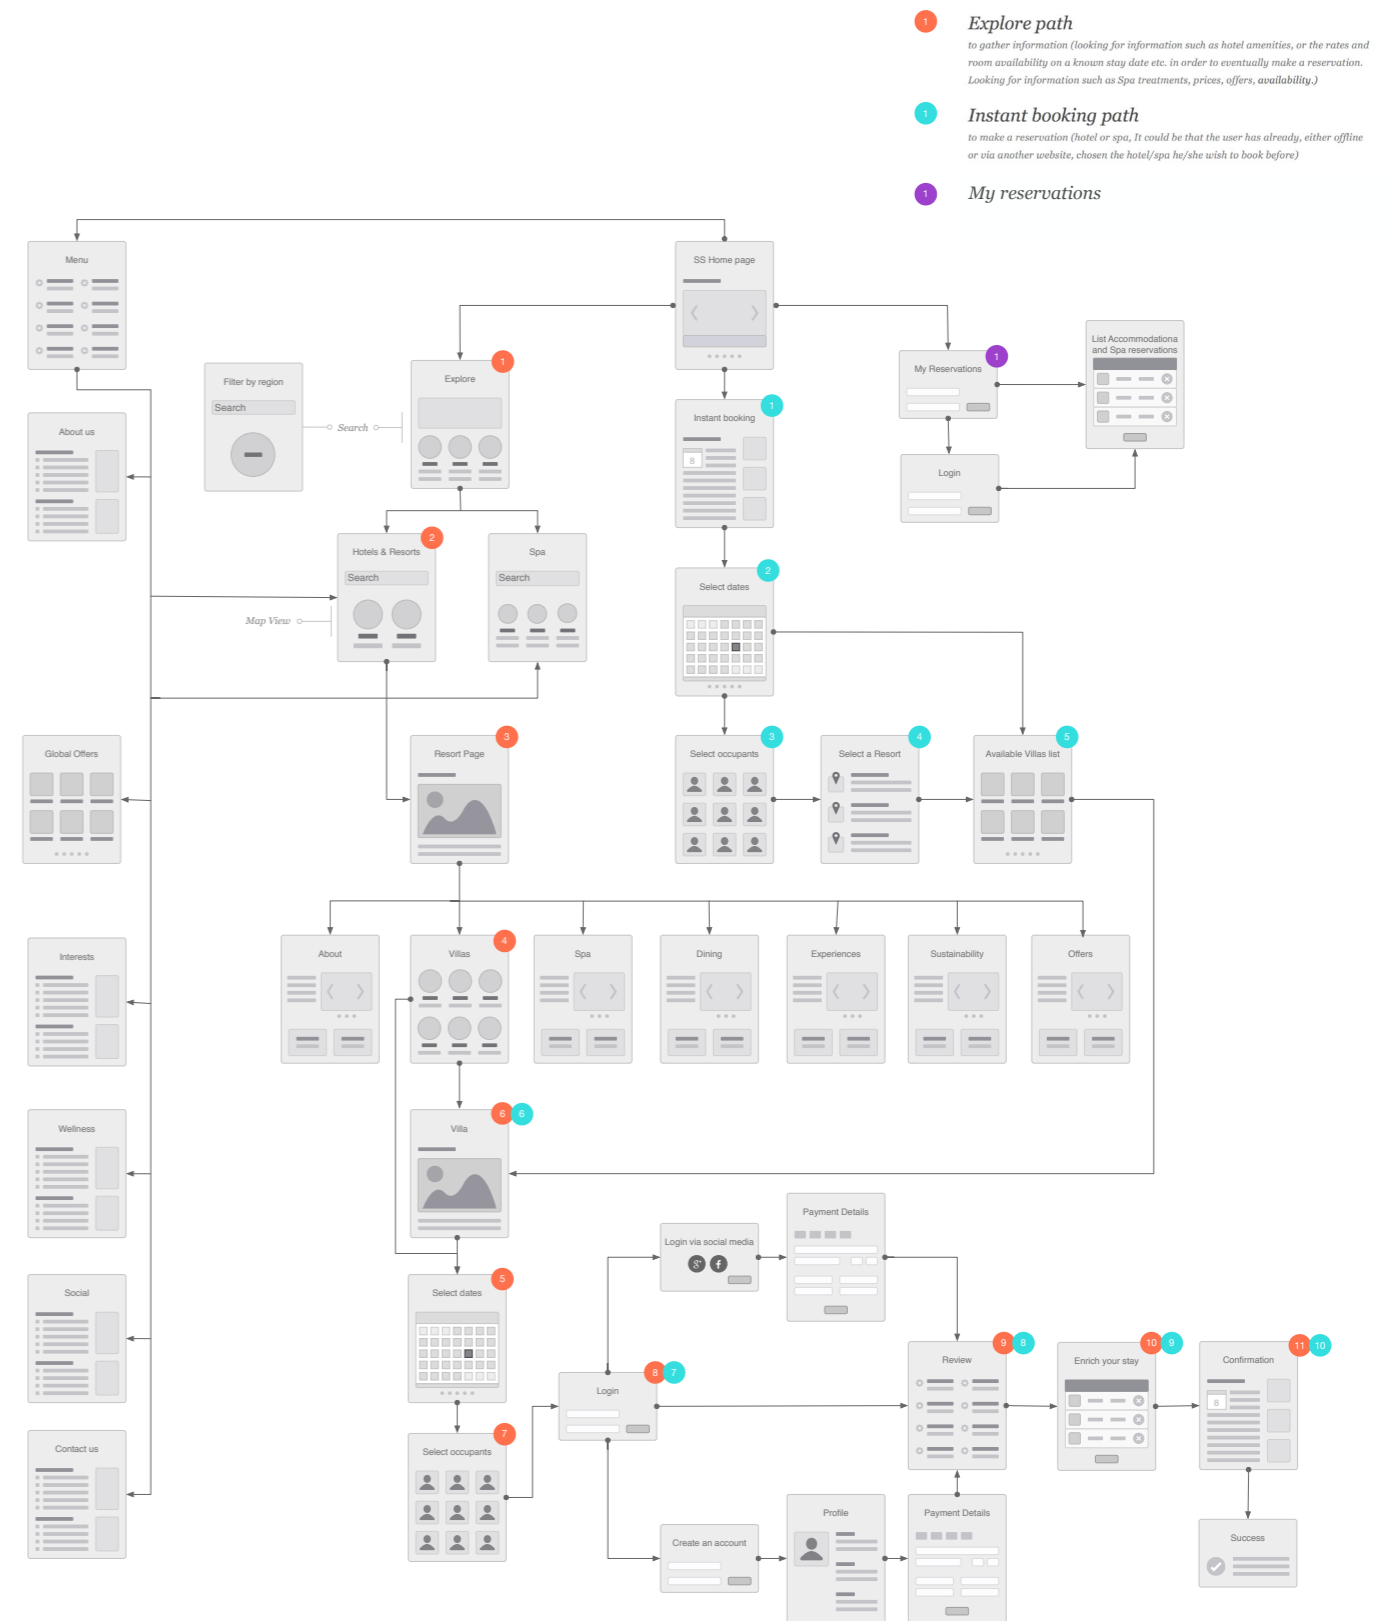 1
Explore path
to gather information (looking for information such as hotel amenities, or the rates and
room availability on a known stay date etc. in order to eventually make a reservation.
Looking for information such as Spa treatments, prices, offers, availability.)
1
Instant booking path
to make a reservation (hotel or spa, It could be that the user has already, either offline
or via another website, chosen the hotel/spa he/she wish to book before)
1
My reservations
Menu
SS Home page
List Accommodationa
and Spa reservations
1
My Reservations
1
Explore
Filter by region
Search
Search
1
Instant booking
8
About us
Login
2
Hotels & Resorts
Search
Spa
Search
Map View
2
Select dates
Global Offers
3
Resort Page
3
Select occupants
4
Select a Resort
5
Available Villas list
Interests
About
4
Villas
Spa
Dining
Experiences
Sustainability
Offers
Wellness
6
6
Villa
Payment Details
Login via social media
g+
f
Social
5
Select dates
8
7
Login
9
8
Review
10
9
Enrich your stay
11
10
Confirmation
8
Contact us
7
Select occupants
Create an account
Profile
Payment Details
Success